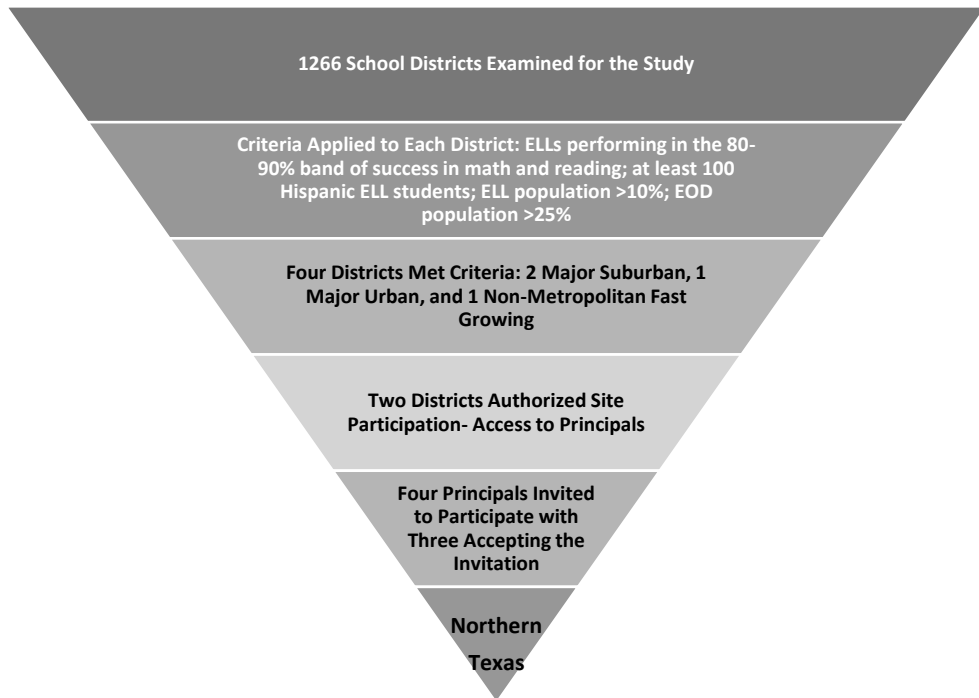 1266 School Districts Examined for the Study
Criteria Applied to Each District: ELLs performing in the 80-
90% band of success in math and reading; at least 100
Hispanic ELL students; ELL population >10%; EOD
population >25%
Four Districts Met Criteria: 2 Major Suburban, 1
Major Urban, and 1 Non-Metropolitan Fast
Growing
Two Districts Authorized Site
Participation- Access to Principals
Four Principals Invited
to Participate with
Three Accepting the
Invitation
Northern
Texas